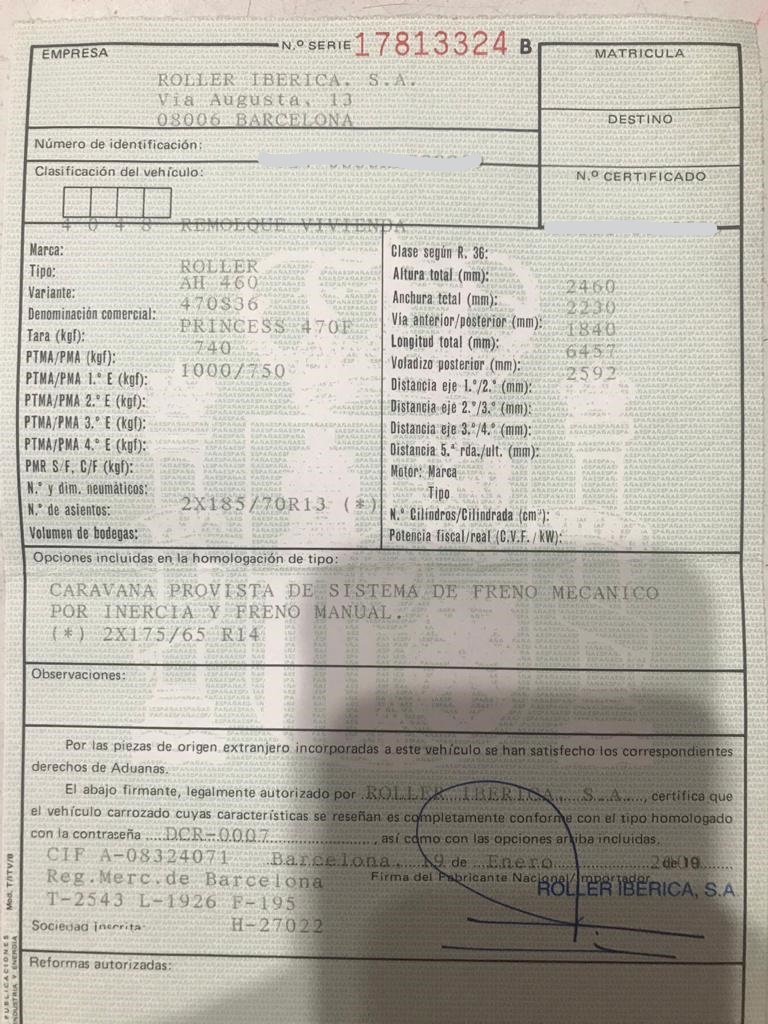 EMPRESA
N.º SERIE 17813324 B
MATRICULA
ROLLER IBERICA, S.A.
Via Augusta, 13
08006 BARCELONA
DESTINO
Número de identificación:
Clasificación del vehículo:
N.º CERTIFICADO
4 0 4 8 REMOLQUE VIVIENDA
Marca: ROLLER
Tipo: AH 460
Variante: 470S36
Denominación comercial: PRINCESS 470F
Tara (kgf): 740
PTMA/PMA (kgf): 1000/750
PTMA/PMA 1.º E (kgf):
PTMA/PMA 2.º E (kgf):
PTMA/PMA 3.º E (kgf):
PTMA/PMA 4.º E (kgf):
PMR S/F, C/F (kgf):
N.º y dim. neumáticos: 2X185/70R13 (*)
N.º de asientos:
Volumen de bodegas:
Clase según R. 36:
Altura total (mm): 2460
Anchura total (mm): 2230
Via anterior/posterior (mm): 1840
Longitud total (mm): 6457
Voladizo posterior (mm): 2592
Distancia eje 1.º/2.º (mm):
Distancia eje 2.º/3.º (mm):
Distancia eje 3.º/4.º (mm):
Distancia 5.ª rda./ult. (mm):
Motor: Marca
Tipo
N.º Cilindros/Cilindrada (cm³):
Potencia fiscal/real (C.V.F. / kW):
Opciones incluidas en la homologación de tipo:
CARAVANA PROVISTA DE SISTEMA DE FRENO MECANICO
POR INERCIA Y FRENO MANUAL.
(*) 2X175/65 R14
Observaciones:
Por las piezas de origen extranjero incorporadas a este vehículo se han satisfecho los correspondientes
derechos de Aduanas.
El abajo firmante, legalmente autorizado por ROLLER IBERICA, S.A., certifica que
el vehículo carrozado cuyas características se reseñan es completamente conforme con el tipo homologado
con la contraseña DCR-0007, así como con las opciones arriba incluidas.
CIF A-08324071 Barcelona, 19 de Enero de
Reg.Merc.de Barcelona
Firma del Fabricante Nacional/Importador
ROLLER IBERICA, S.A
T-2543 L-1926 F-195
Sociedad inscrita H-27022
Reformas autorizadas:
Mod. T/ITV/B
PUBLICACIONES
INDUSTRIA Y ENERGIA